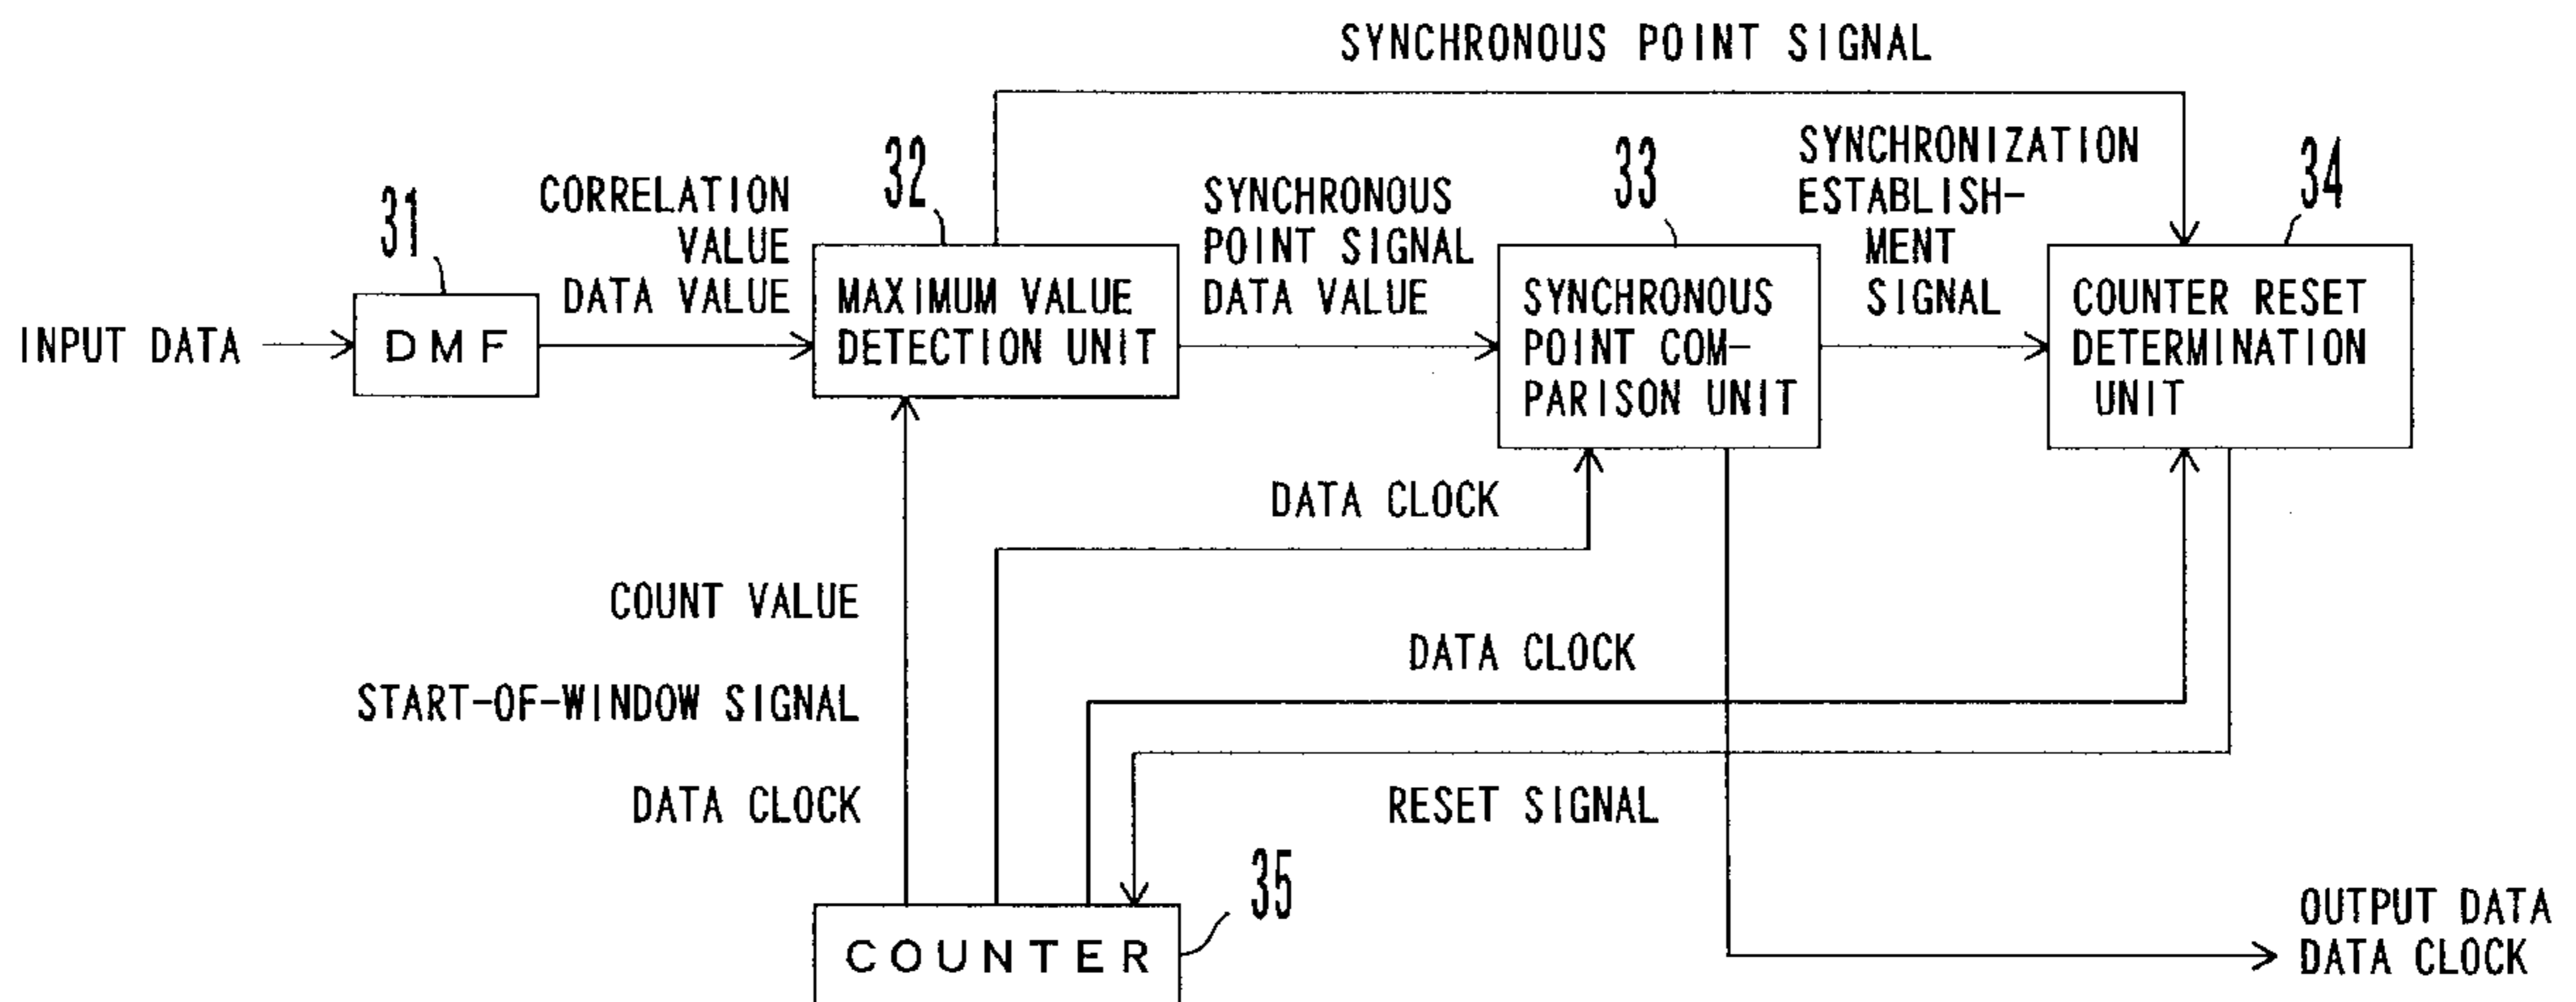 SYNCHRONOUS POINT SIGNAL
31
CORRELATION
VALUE
DATA VALUE
32
SYNCHRONOUS
POINT SIGNAL
DATA VALUE
33
SYNCHRONIZATION
ESTABLISH-
MENT
SIGNAL
34
INPUT DATA
DMF
MAXIMUM VALUE
DETECTION UNIT
SYNCHRONOUS
POINT COM-
PARISON UNIT
COUNTER RESET
DETERMINATION
UNIT
DATA CLOCK
COUNT VALUE
DATA CLOCK
START-OF-WINDOW SIGNAL
DATA CLOCK
RESET SIGNAL
35
COUNTER
OUTPUT DATA
DATA CLOCK